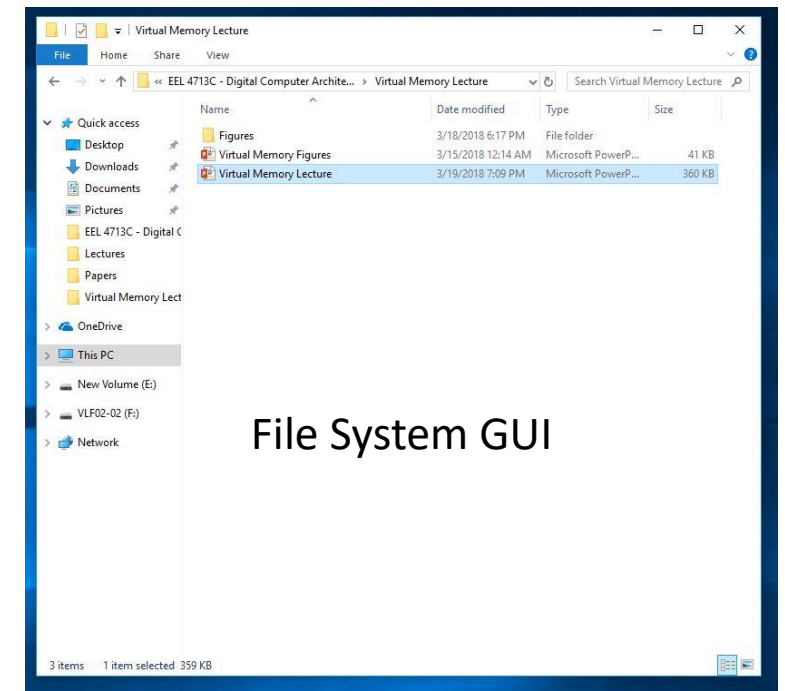 Virtual Memory Lecture
File Home Share View
« EEL 4713C - Digital Computer Archite... › Virtual Memory Lecture Search Virtual Memory Lecture
Name Date modified Type Size
Quick access
Desktop
Downloads
Documents
Pictures
EEL 4713C - Digital C
Lectures
Papers
Virtual Memory Lect
OneDrive
This PC
New Volume (E:)
VLF02-02 (F:)
Network
Figures 3/18/2018 6:17 PM File folder
Virtual Memory Figures 3/15/2018 12:14 AM Microsoft PowerP... 41 KB
Virtual Memory Lecture 3/19/2018 7:09 PM Microsoft PowerP... 360 KB
File System GUI
3 items 1 item selected 359 KB